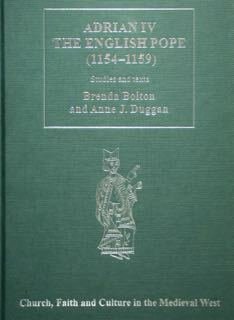 ADRIAN IV
THE ENGLISH POPE
(1154–1159)
Studies and texts
Brenda Bolton
and Anne J. Duggan
Church, Faith and Culture in the Medieval West